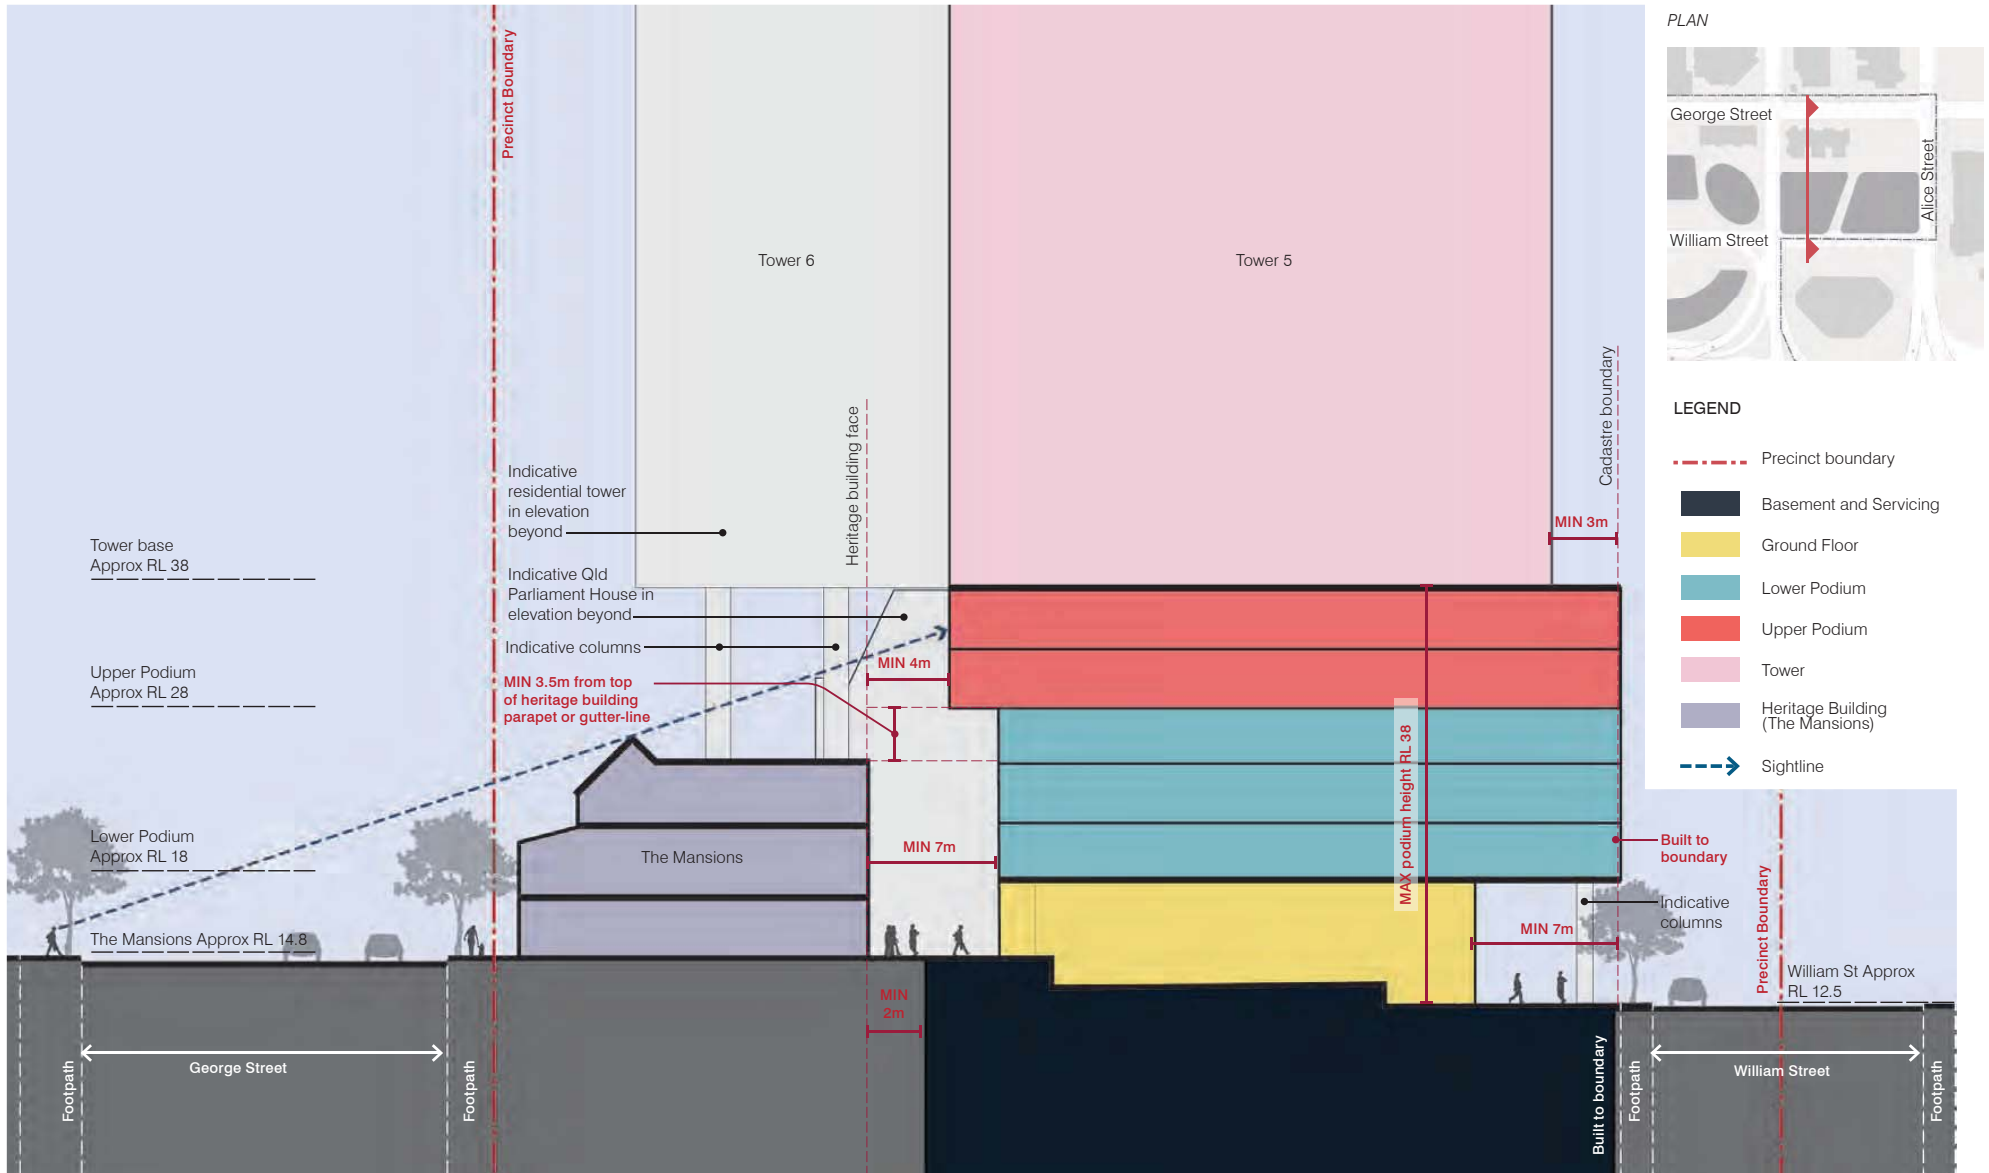 PLAN
George Street
Alice Street
William Street
Precinct Boundary
Tower 6
Tower 5
Heritage building face
Cadastre boundary
LEGEND
Precinct boundary
Basement and Servicing
Ground Floor
Lower Podium
Upper Podium
Tower
Heritage Building
(The Mansions)
Sightline
Indicative
residential tower
in elevation
beyond
MIN 3m
Tower base
Approx RL 38
Indicative Qld
Parliament House in
elevation beyond
Indicative columns
MIN 4m
MIN 3.5m from top
of heritage building
parapet or gutter-line
Upper Podium
Approx RL 28
MAX podium height RL 38
Lower Podium
Approx RL 18
The Mansions
MIN 7m
Built to
boundary
Indicative
columns
MIN 7m
Precinct Boundary
The Mansions Approx RL 14.8
William St Approx
RL 12.5
MIN
2m
Footpath
George Street
Footpath
Built to boundary
Footpath
William Street
Footpath